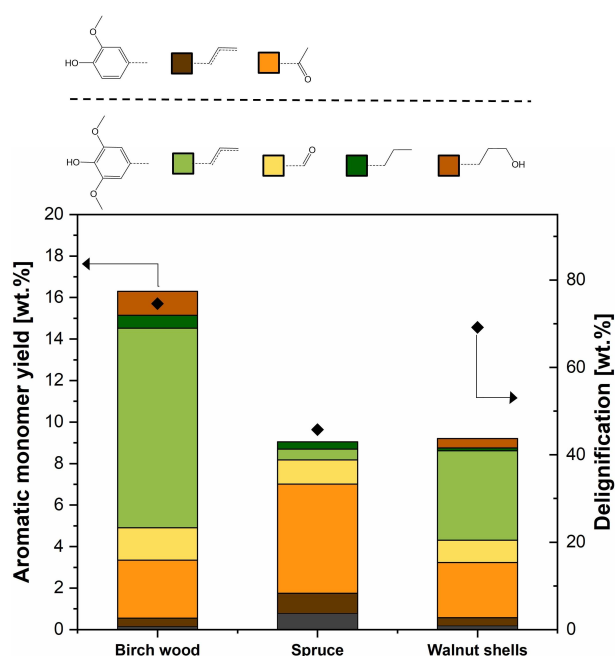 O
HO
O
O
HO
O
O
OH
Aromatic monomer yield [wt.%]
20
18
16
14
12
10
8
6
4
2
0
80
60
40
20
0
Delignification [wt.%]
Birch wood
Spruce
Walnut shells